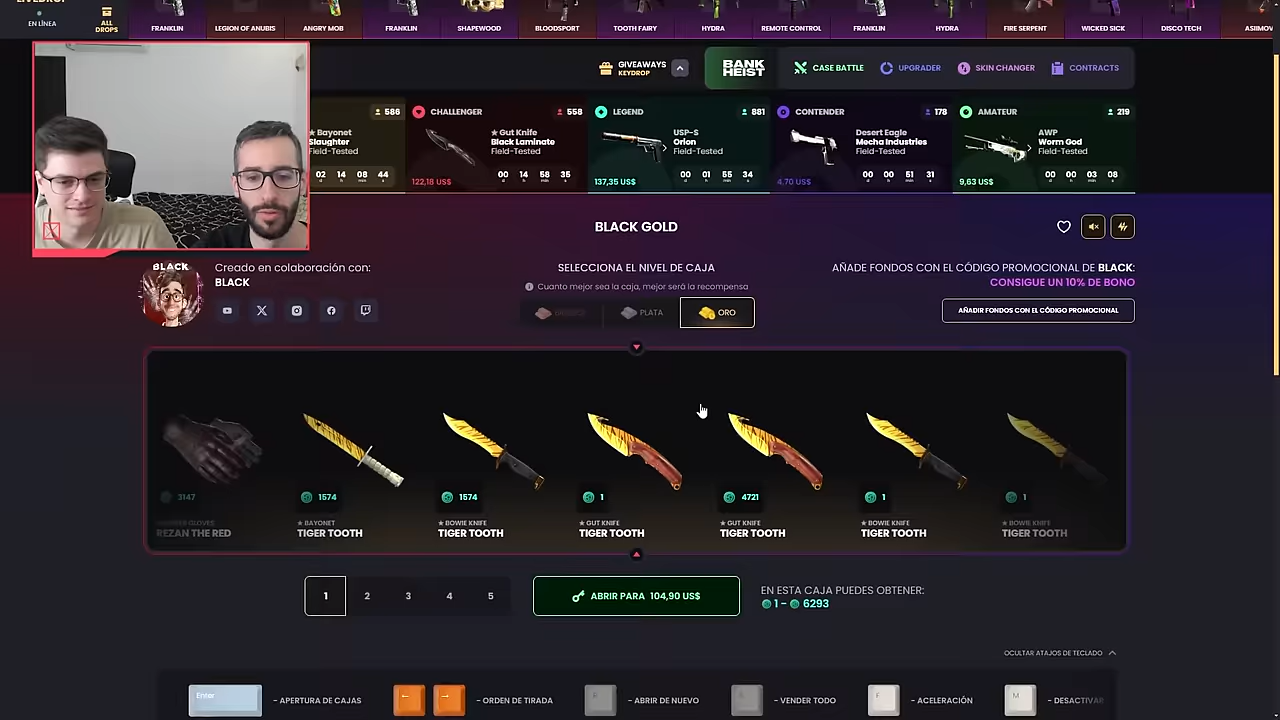 EN LÍNEA
ALL
DROPS
FRANKLIN
LEGION OF ANUBIS
ANGRY MOB
FRANKLIN
SHAPEWOOD
BLOODSPORT
TOOTH FAIRY
HYDRA
REMOTE CONTROL
FRANKLIN
HYDRA
FIRE SERPENT
WICKED SICK
DISCO TECH
ASIIMOV
GIVEAWAYS
KEYDROP
BANK
HEIST
CASE BATTLE
UPGRADER
SKIN CHANGER
CONTRACTS
586
★ Bayonet
Slaughter
Field-Tested
02 14 08 44
CHALLENGER
558
★ Gut Knife
Black Laminate
Field-Tested
122,18 US$
00 14 58 35
LEGEND
881
USP-S
Orion
Field-Tested
137,35 US$
00 01 55 34
CONTENDER
178
Desert Eagle
Mecha Industries
Field-Tested
4,70 US$
00 00 51 31
AMATEUR
219
AWP
Worm God
Field-Tested
9,63 US$
00 00 03 08
BLACK GOLD
BLACK
Creado en colaboración con:
BLACK
SELECCIONA EL NIVEL DE CAJA
Cuanto mejor sea la caja, mejor será la recompensa
PLATA
ORO
AÑADE FONDOS CON EL CÓDIGO PROMOCIONAL DE BLACK:
CONSIGUE UN 10% DE BONO
AÑADIR FONDOS CON EL CÓDIGO PROMOCIONAL
3147
REZAN THE RED
1574
★ BAYONET
TIGER TOOTH
1574
★ BOWIE KNIFE
TIGER TOOTH
1
★ GUT KNIFE
TIGER TOOTH
4721
★ GUT KNIFE
TIGER TOOTH
1
★ BOWIE KNIFE
TIGER TOOTH
1
★ BOWIE KNIFE
TIGER TOOTH
1 2 3 4 5
ABRIR PARA 104,90 US$
EN ESTA CAJA PUEDES OBTENER:
1 - 6293
OCULTAR ATAJOS DE TECLADO
Enter
- APERTURA DE CAJAS
← →
- ORDEN DE TIRADA
- ABRIR DE NUEVO
- VENDER TODO
F
- ACELERACIÓN
M
- DESACTIVAR